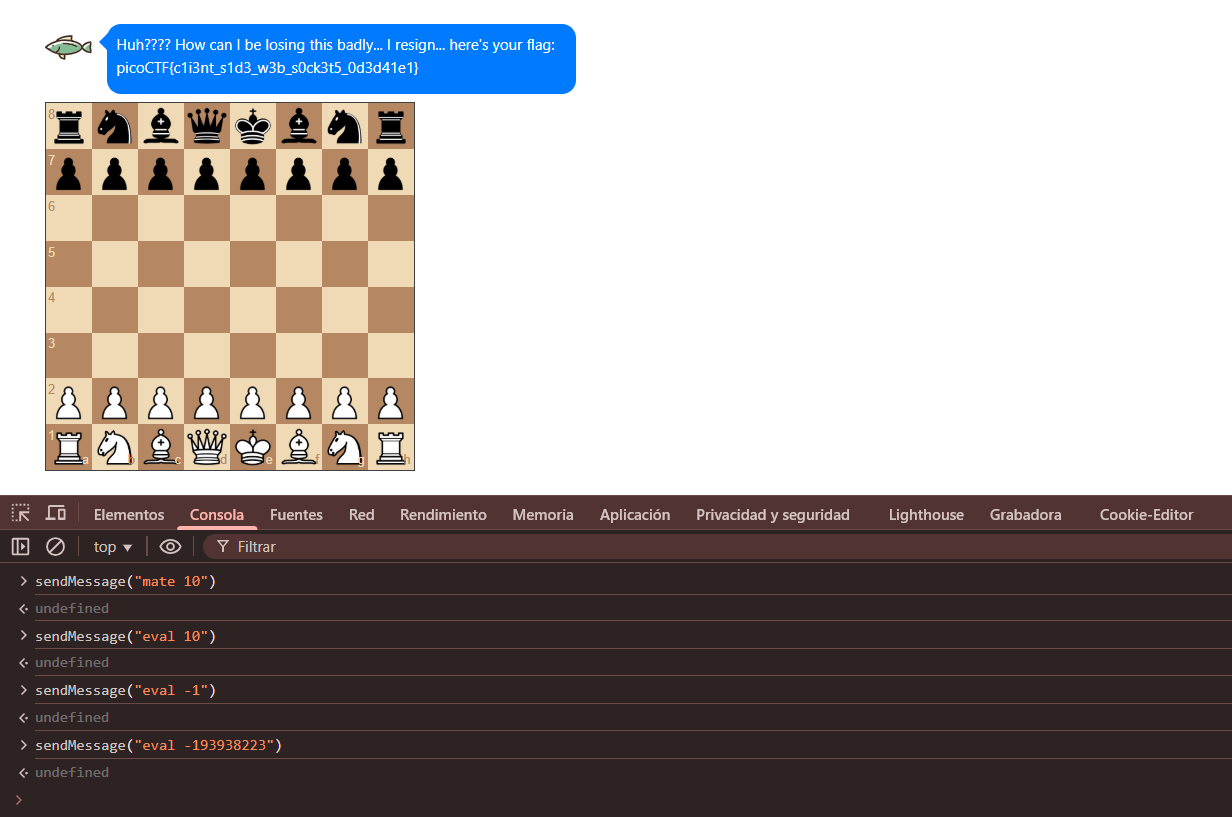 Huh???? How can I be losing this badly... I resign... here's your flag:
picoCTF{c1i3nt_s1d3_w3b_s0ck3t5_0d3d41e1}
8
7
6
5
4
3
2
1
a b c d e f g h
Elementos Consola Fuentes Red Rendimiento Memoria Aplicación Privacidad y seguridad Lighthouse Grabadora Cookie-Editor
top ▼ Filtrar
> sendMessage("mate 10")
undefined
> sendMessage("eval 10")
undefined
> sendMessage("eval -1")
undefined
> sendMessage("eval -193938223")
undefined
>